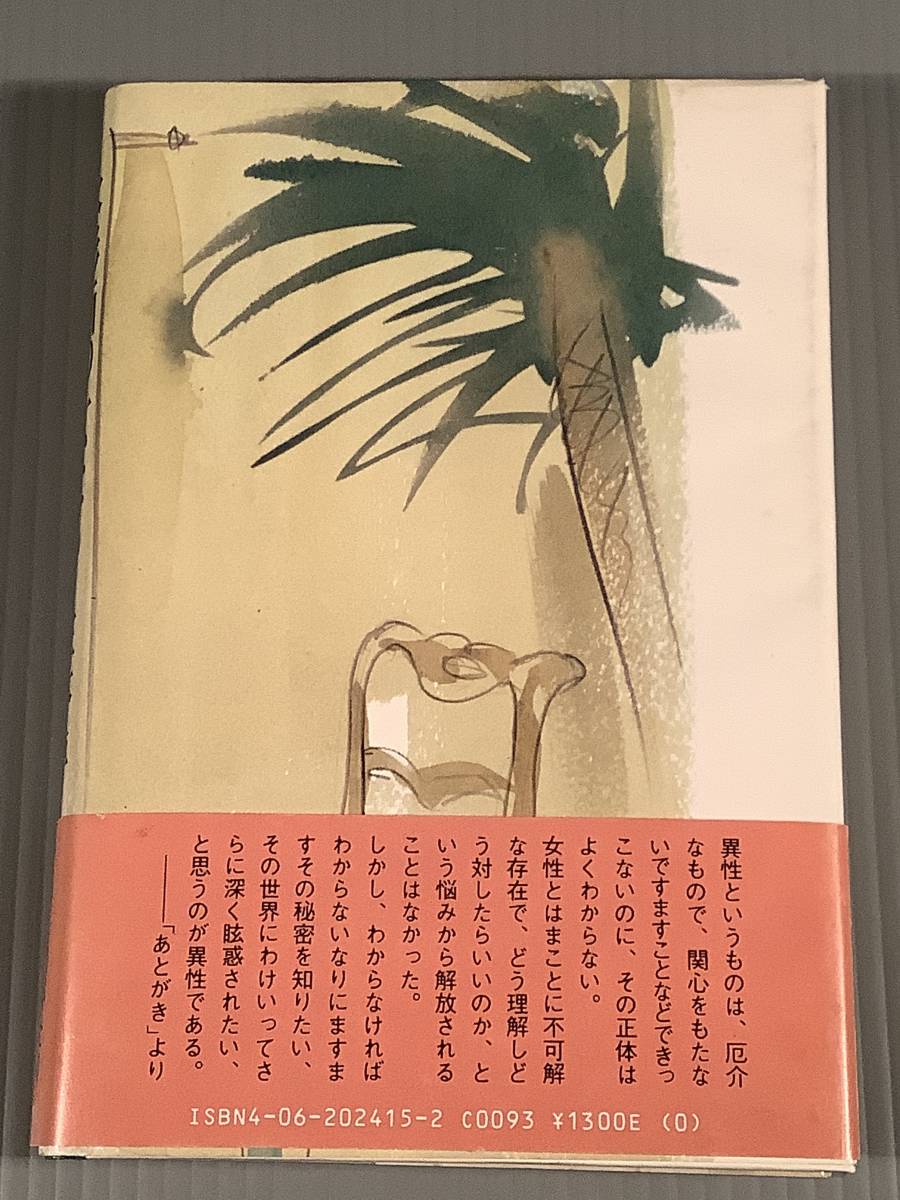 異性というものは、厄介
なもので、関心をもたな
いですますことなどできっ
こないのに、その正体は
よくわからない。
女性とはまことに不可解
な存在で、どう理解しど
う対したらいいのか、と
いう悩みから解放される
ことはなかった。
しかし、わからなければ
わからないなりにますま
すその秘密を知りたい、
その世界にわけいってさ
らに深く眩惑されたい、
と思うのが異性である。
――「あとがき」より
ISBN4-06-202415-2 C0093 ¥1300E (0)